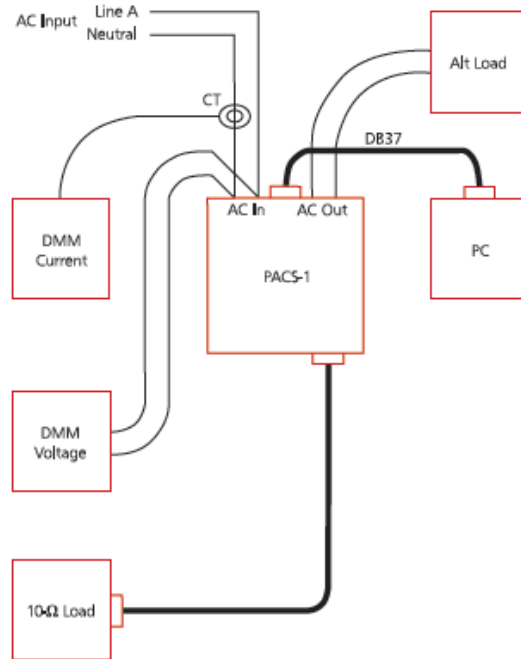 Line A
AC Input
Neutral
CT
Alt Load
DB37
DMM
Current
AC In
AC Out
PC
PACS-1
DMM
Voltage
10-Ω Load